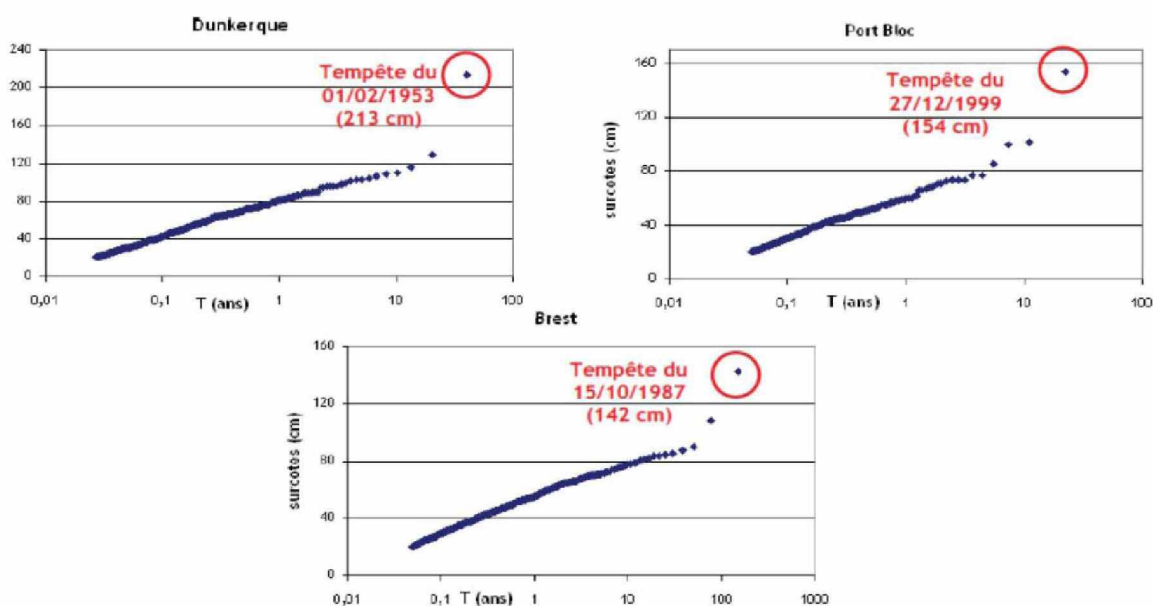 Dunkerque
240
200
160
120
80
40
0
0,01
0,1
1
10
100
T (ans)
Tempête du
01/02/1953
(213 cm)
Port Bloc
surcotes (cm)
160
120
80
40
0
0,01
0,1
1
10
100
T (ans)
Tempête du
27/12/1999
(154 cm)
Brest
surcotes (cm)
160
120
80
40
0
0,01
0,1
1
10
100
1000
T (ans)
Tempête du
15/10/1987
(142 cm)